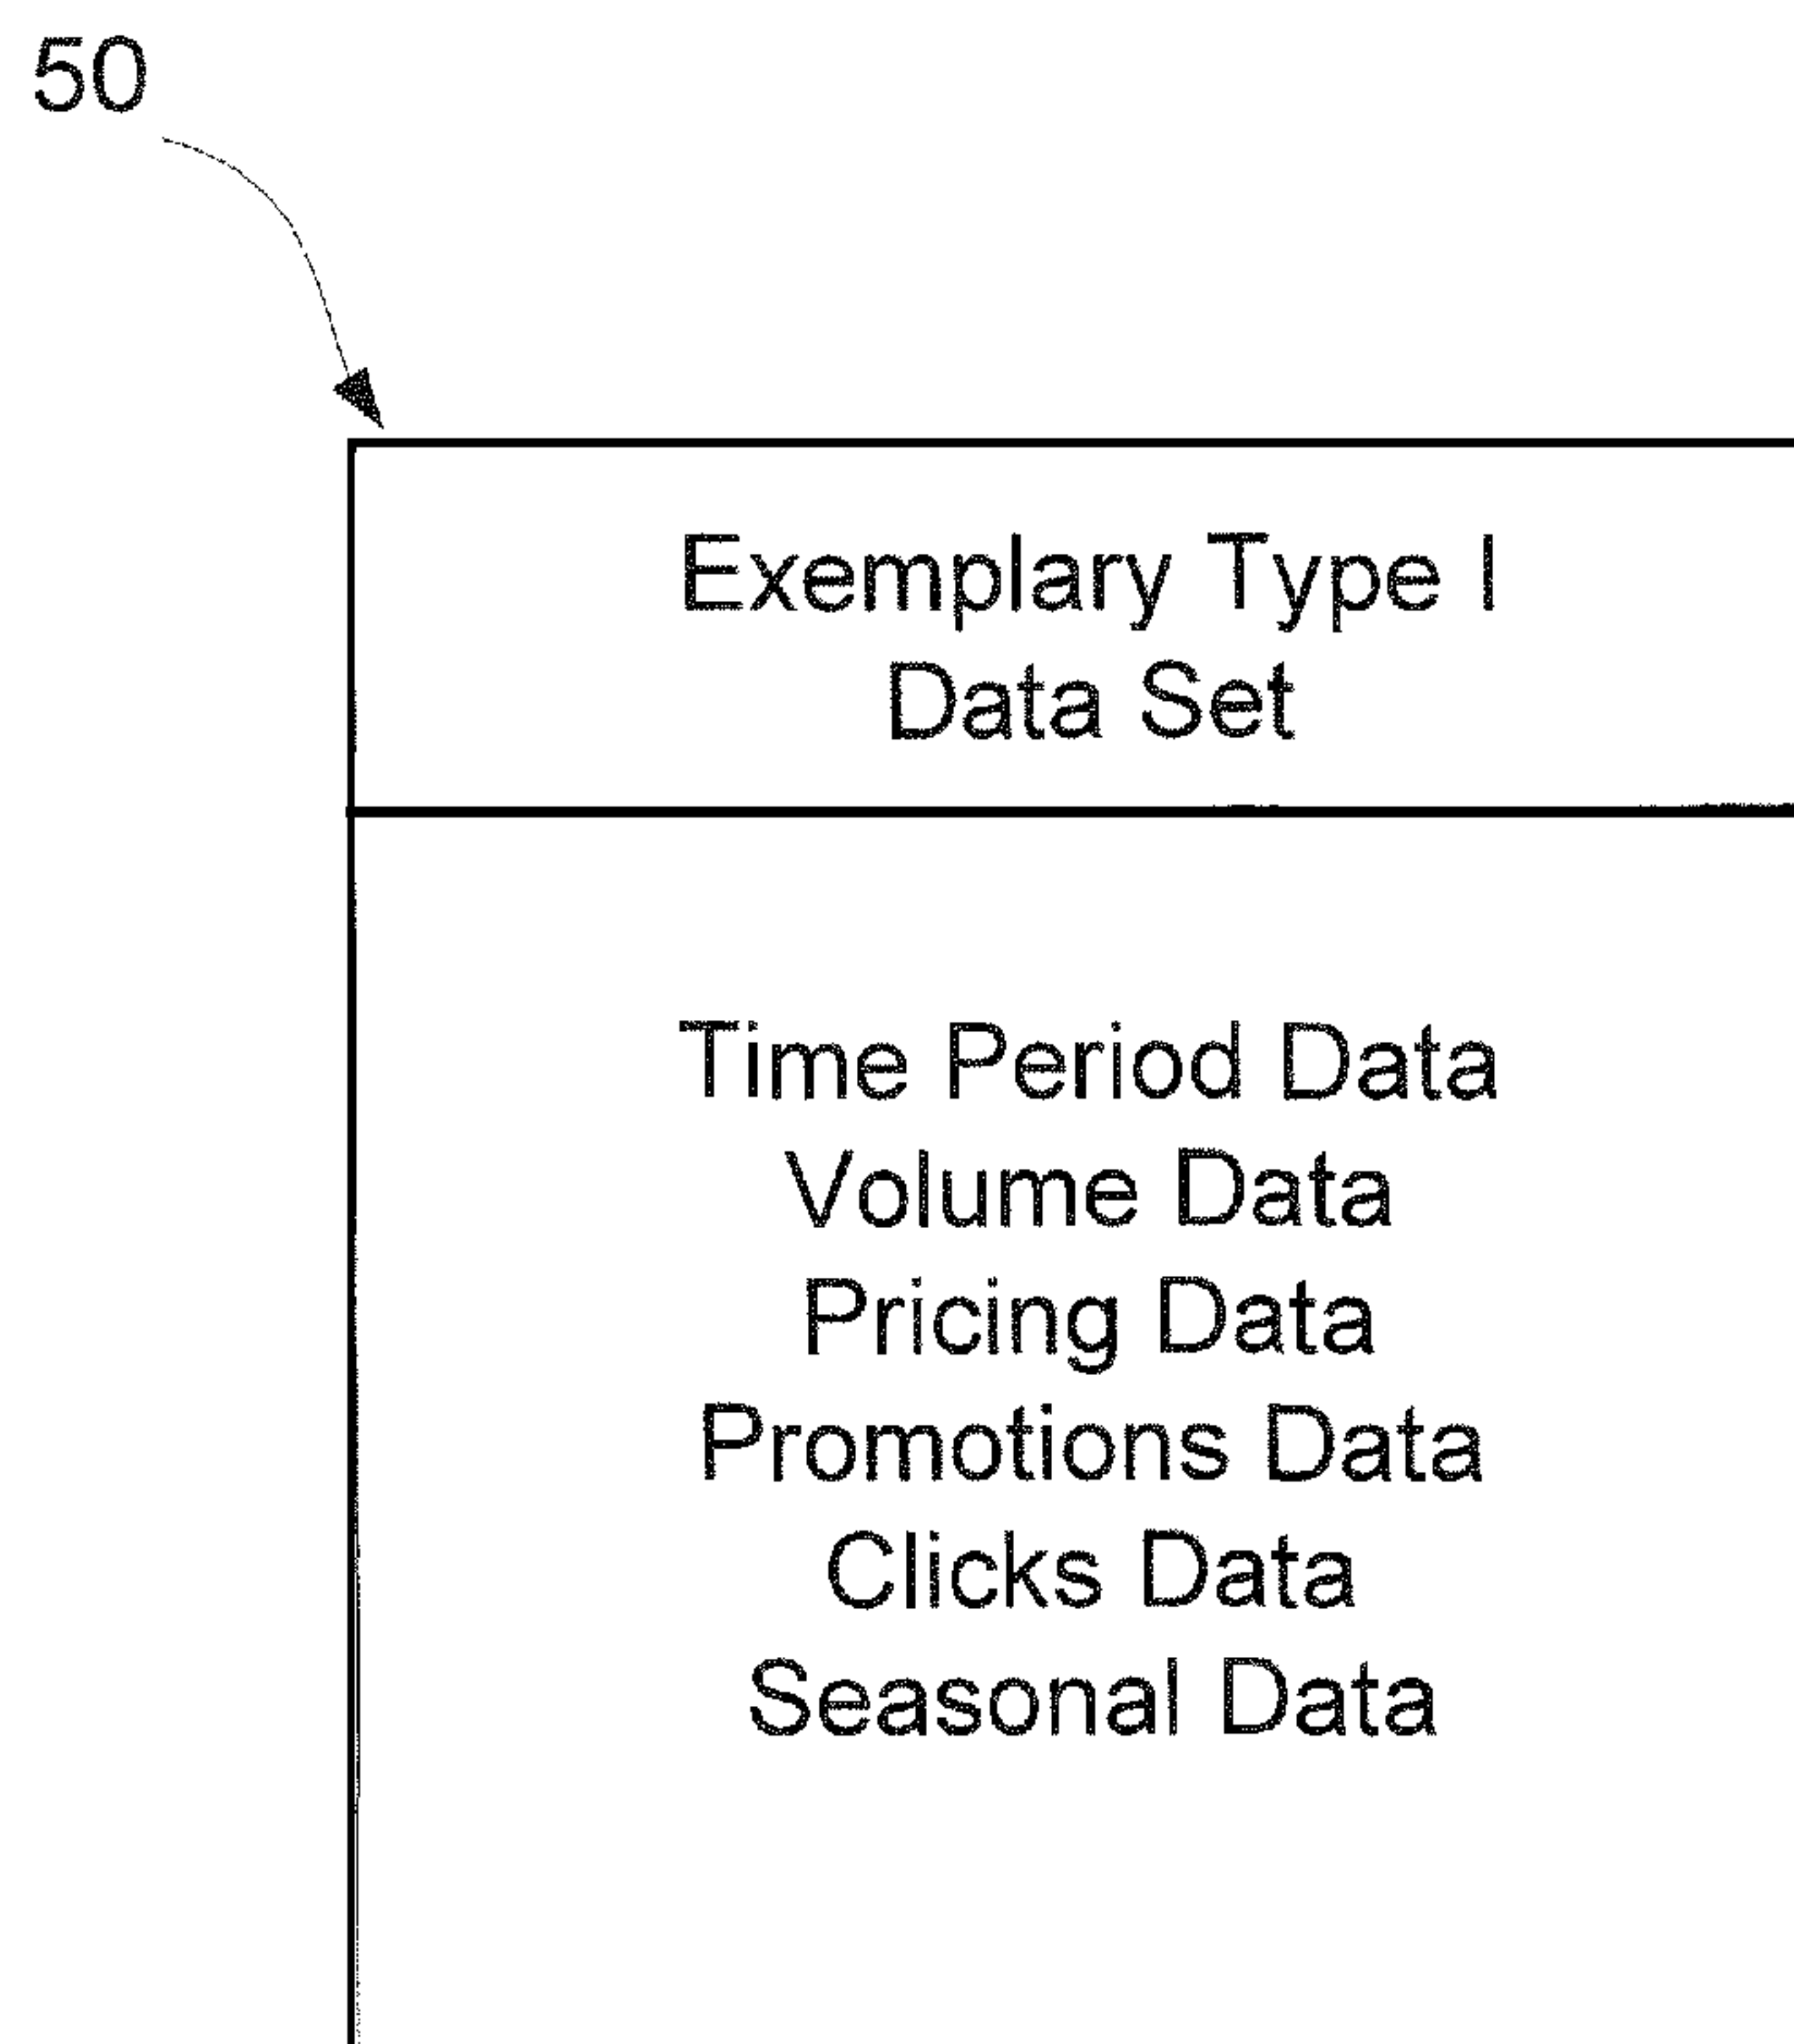 50
Exemplary Type I
Data Set
Time Period Data
Volume Data
Pricing Data
Promotions Data
Clicks Data
Seasonal Data